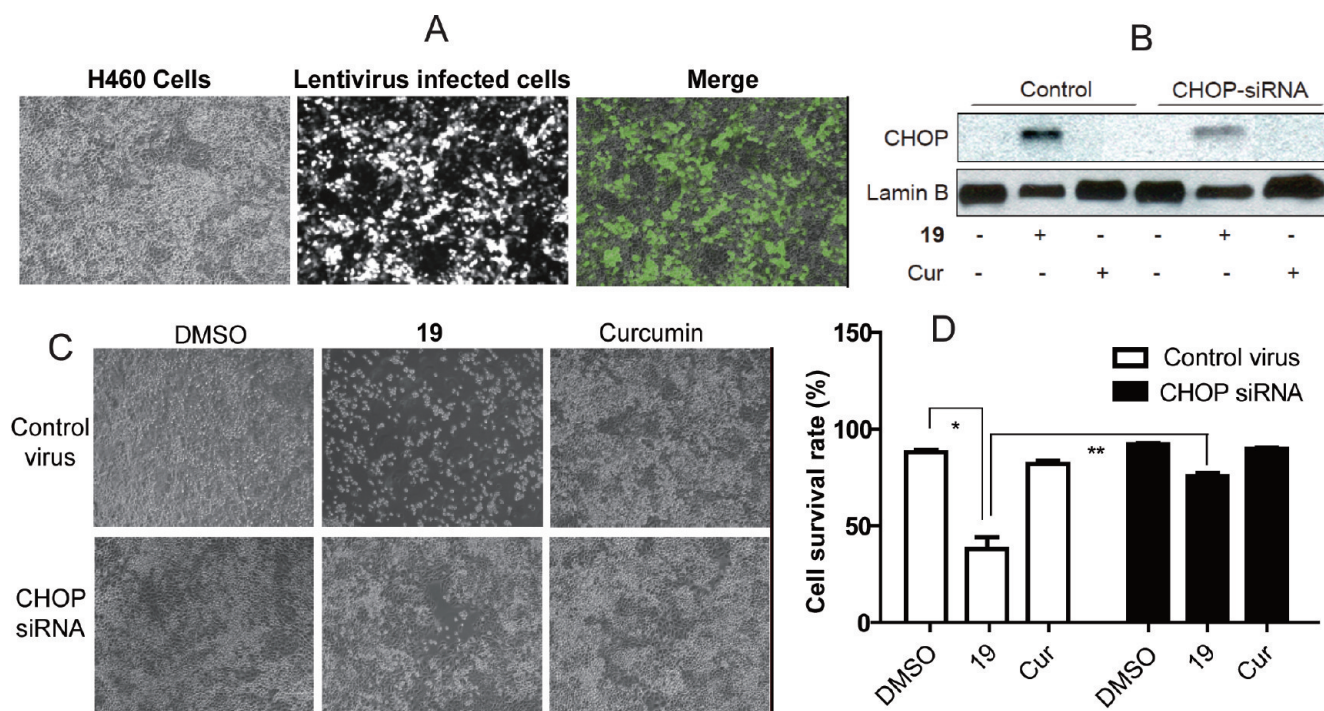 A
H460 Cells Lentivirus infected cells Merge
B
Control CHOP-siRNA
CHOP
Lamin B
19 - + - - + -
Cur - - + - - +
C
DMSO 19 Curcumin
Control
virus
CHOP
siRNA
D
Cell survival rate (%)
150
100
50
0
Control virus
CHOP siRNA
*
**
DMSO 19 Cur DMSO 19 Cur